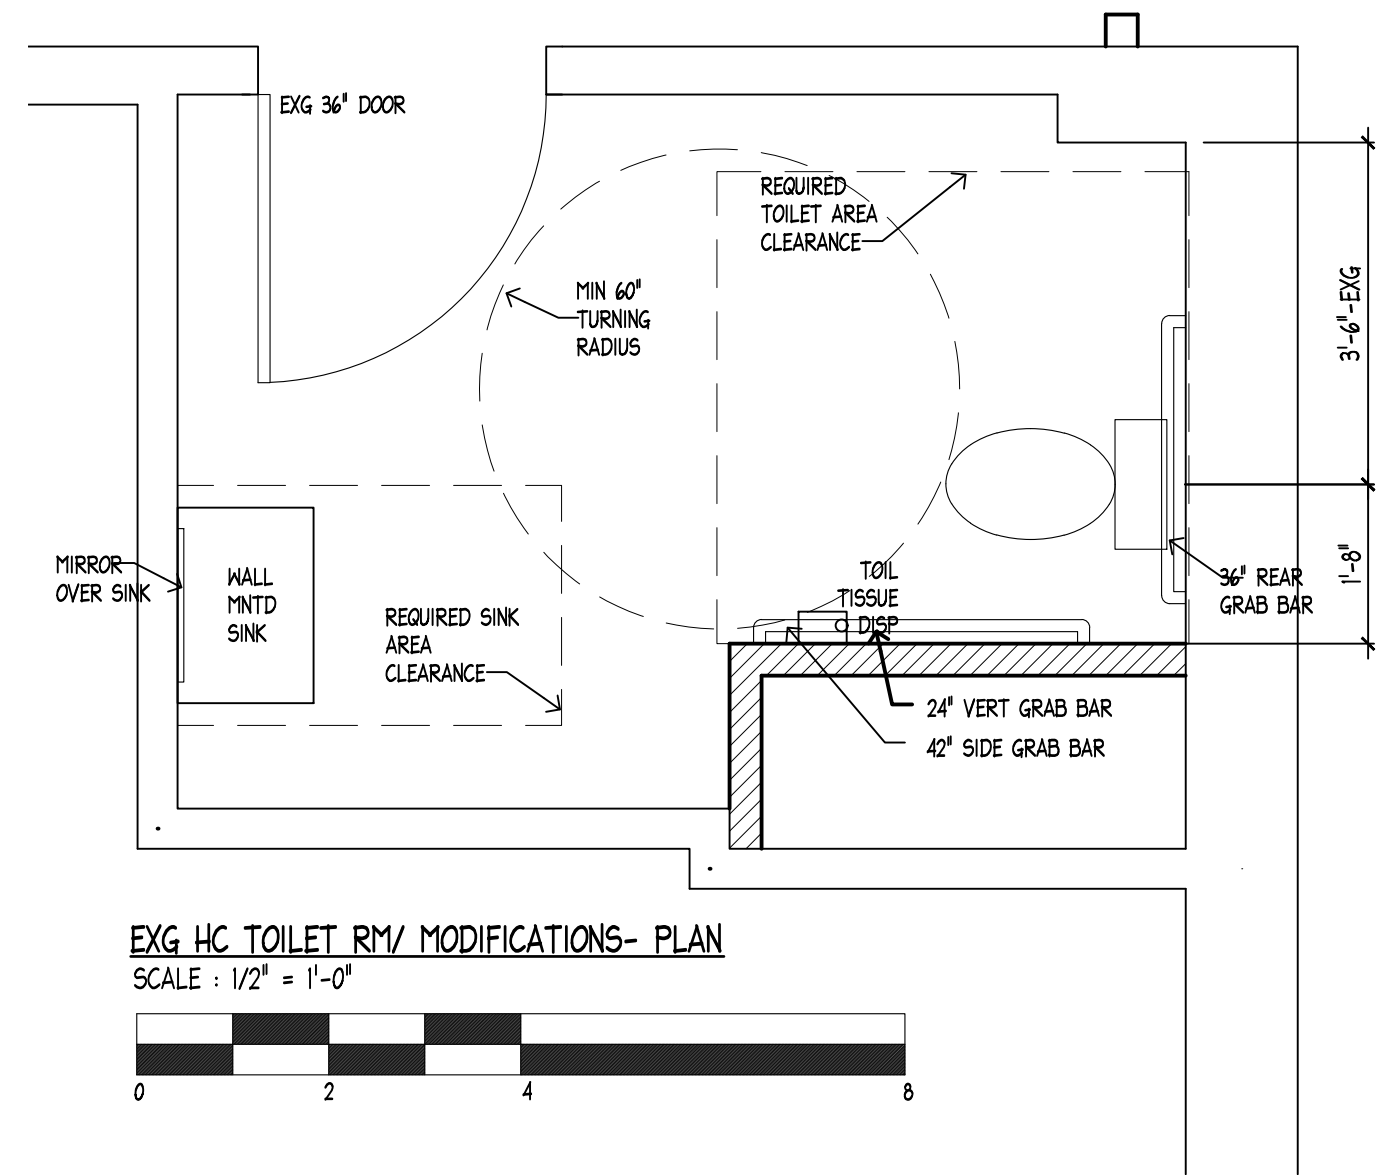 EXG 36" DOOR
REQUIRED
TOILET AREA
CLEARANCE
MIN 60"
TURNING
RADIUS
3'-6"-EXG
MIRROR
OVER SINK
WALL
MNTD
SINK
REQUIRED SINK
AREA
CLEARANCE
TOIL
TISSUE
DISP
36" REAR
GRAB BAR
1'-8"
24" VERT GRAB BAR
42" SIDE GRAB BAR
EXG HC TOILET RM/ MODIFICATIONS- PLAN
SCALE : 1/2" = 1'-0"
0 2 4 8